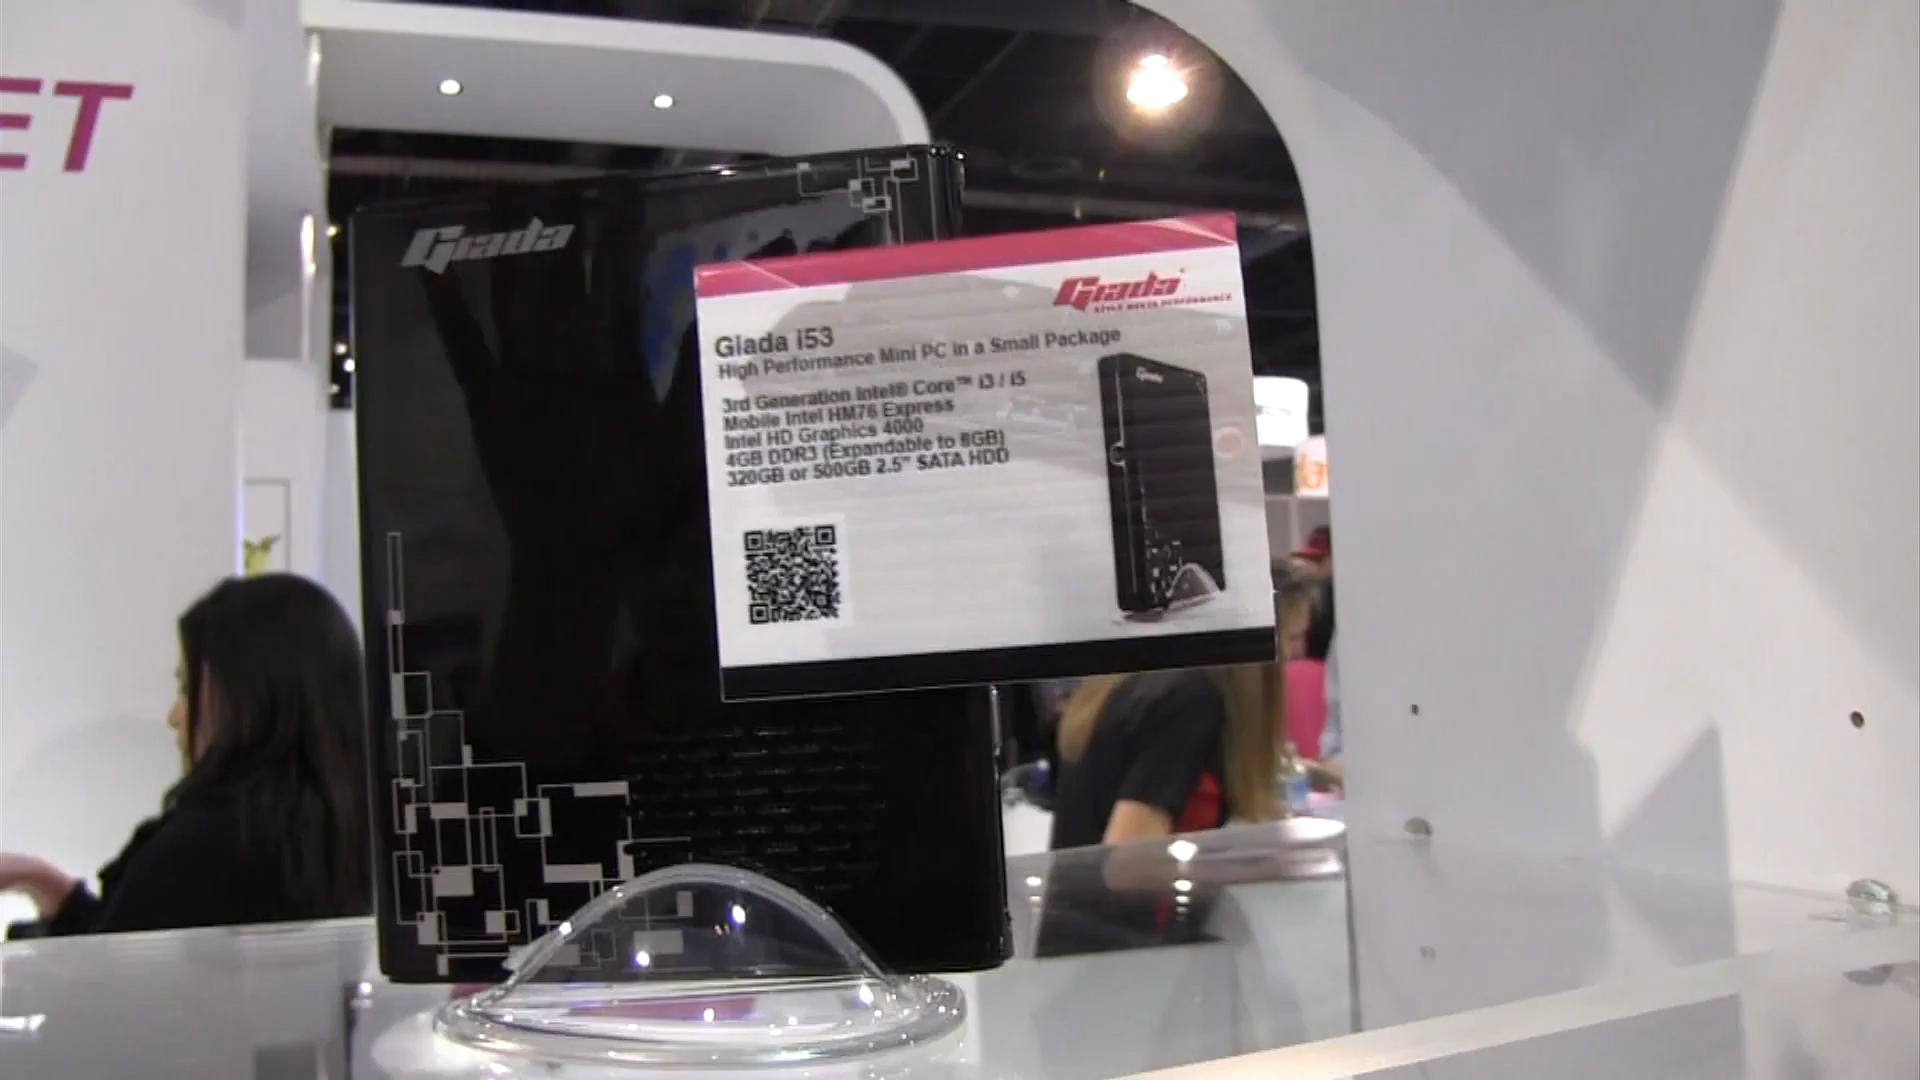 ET
Giada
Giada
STYLE MEETS PERFORMANCE
Giada i53
High Performance Mini PC in a Small Package
3rd Generation Intel® Core™ i3 / i5
Mobile Intel HM76 Express
Intel HD Graphics 4000
4GB DDR3 (Expandable to 8GB)
320GB or 500GB 2.5" SATA HDD
Giada